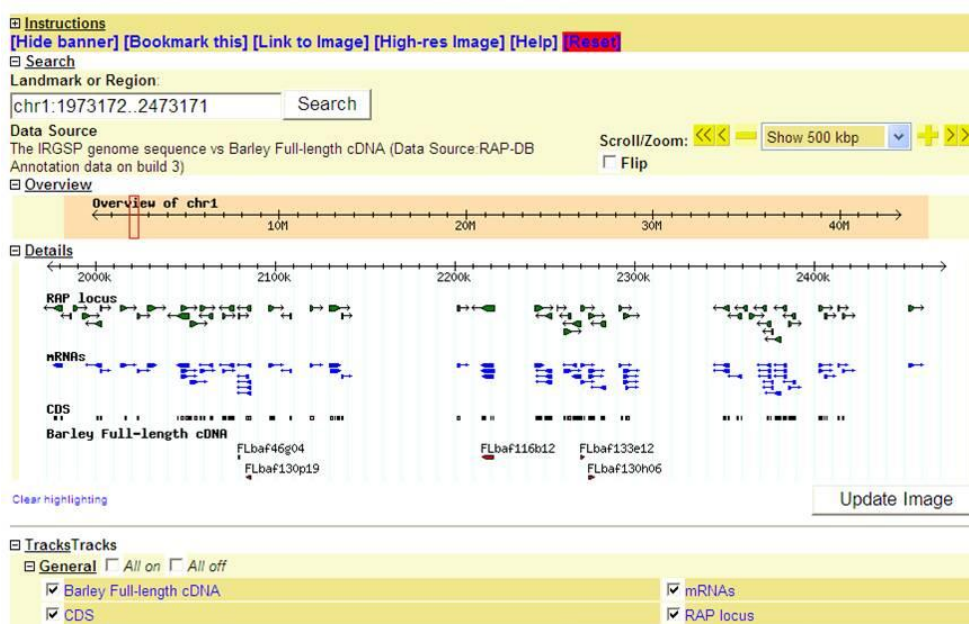 Instructions
[Hide banner] [Bookmark this] [Link to Image] [High-res Image] [Help] [Reset]
Search
Landmark or Region:
chr1:1973172..2473171 Search
Data Source
The IRGSP genome sequence vs Barley Full-length cDNA (Data Source:RAP-DB
Annotation data on build 3)
Scroll/Zoom: << < Show 500 kbp > >
Flip
Overview
Overview of chr1
10M 20M 30M 40M
Details
2000k 2100k 2200k 2300k 2400k
RAP locus
mRNAs
CDS
Barley Full-length cDNA
FLbaf46g04 FLbaf116b12 FLbaf133e12
FLbaf130p19 FLbaf130h06
Clear highlighting
Update Image
TracksTracks
General All on All off
Barley Full-length cDNA mRNAs
CDS RAP locus